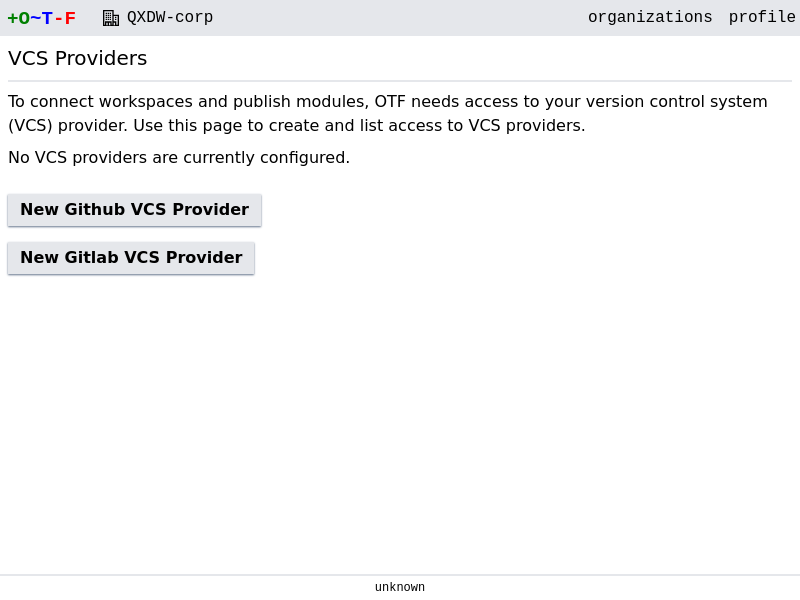 +O~T-F QXDW-corp organizations profile
VCS Providers
To connect workspaces and publish modules, OTF needs access to your version control system
(VCS) provider. Use this page to create and list access to VCS providers.
No VCS providers are currently configured.
New Github VCS Provider
New Gitlab VCS Provider
unknown